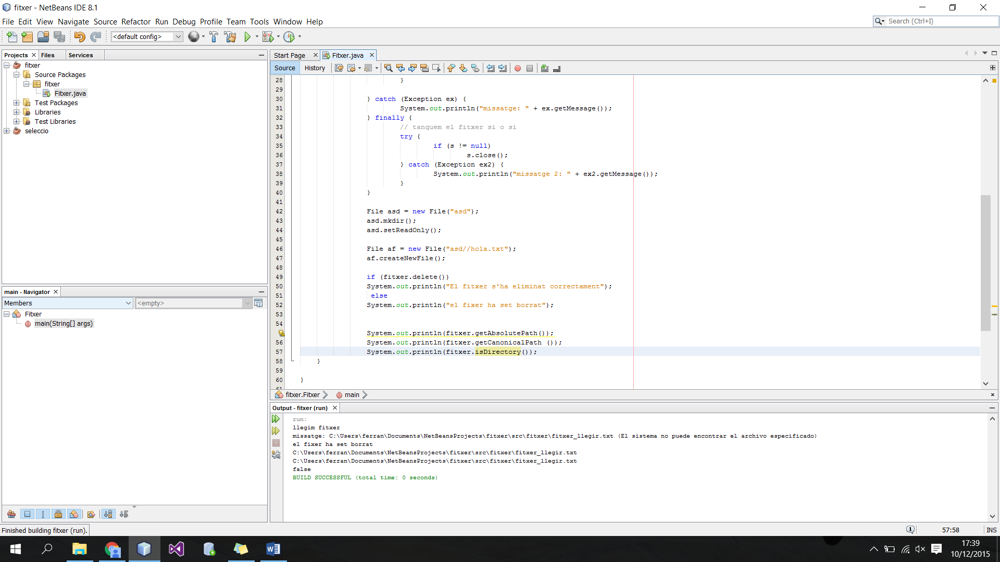 fitxer - NetBeans IDE 8.1
File Edit View Navigate Source Refactor Run Debug Profile Team Tools Window Help
Search (Ctrl+I)
<default config>
Projects Files Services
fitxer
Source Packages
fitxer
Fitxer.java
Test Packages
Libraries
Test Libraries
seleccio
main - Navigator
Members <empty>
Fitxer
main(String[] args)
Start Page Fitxer.java
Source History
28 }
29
30 } catch (Exception ex) {
31 System.out.println("missatge: " + ex.getMessage());
32 } finally {
33 // tanquem el fitxer si o si
34 try {
35 if (s != null)
36 s.close();
37 } catch (Exception ex2) {
38 System.out.println("missatge 2: " + ex2.getMessage());
39 }
40 }
41
42 File asd = new File("asd");
43 asd.mkdir();
44 asd.setReadOnly();
45
46 File af = new File("asd//hola.txt");
47 af.createNewFile();
48
49 if (fitxer.delete())
50 System.out.println("El fitxer s'ha eliminat correctament");
51 else
52 System.out.println("el fixer ha set borrat");
53
54
System.out.println(fitxer.getAbsolutePath());
56 System.out.println(fitxer.getCanonicalPath ());
57 System.out.println(fitxer.isDirectory());
58 }
59
60 }
61
fitxer.Fitxer main
Output - fitxer (run)
run:
llegim fitxer
missatge: C:\Users\ferran\Documents\NetBeansProjects\fitxer\src\fitxer\fitxer_llegir.txt (El sistema no puede encontrar el archivo especificado)
el fixer ha set borrat
C:\Users\ferran\Documents\NetBeansProjects\fitxer\src\fitxer\fitxer_llegir.txt
C:\Users\ferran\Documents\NetBeansProjects\fitxer\src\fitxer\fitxer_llegir.txt
false
BUILD SUCCESSFUL (total time: 0 seconds)
Finished building fitxer (run).
1
57:58 INS
17:39
10/12/2015